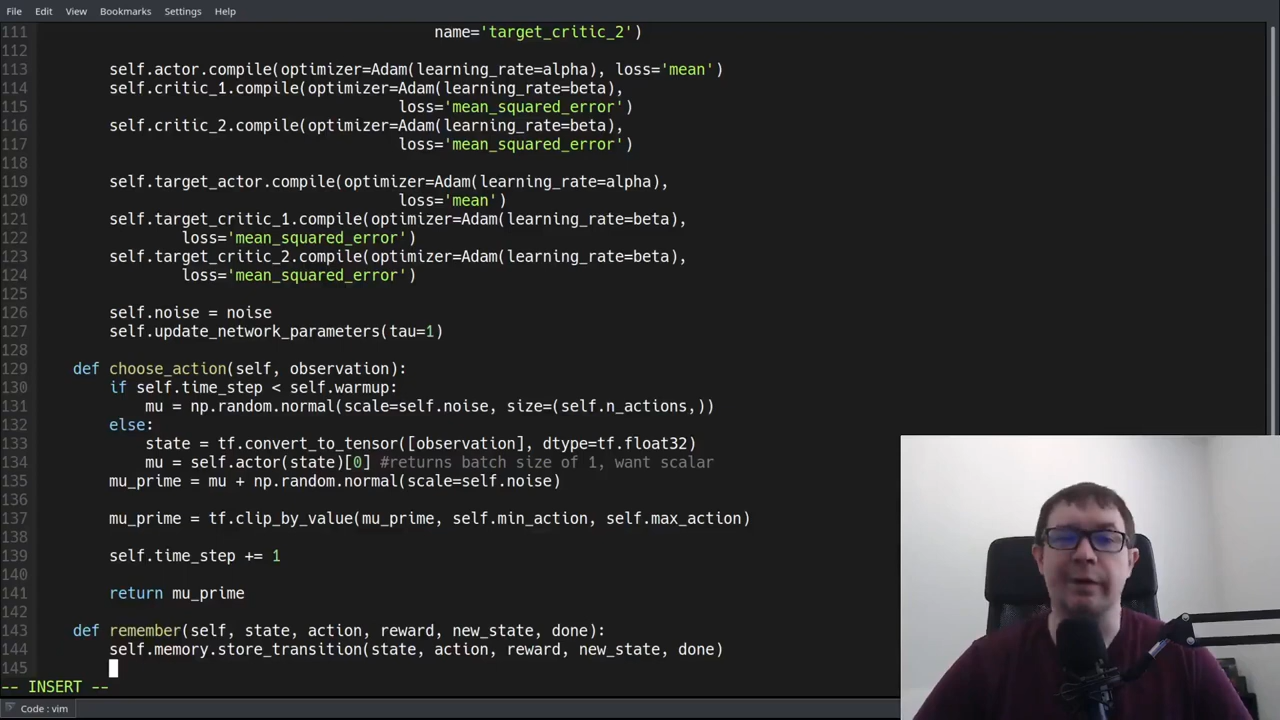 File Edit View Bookmarks Settings Help
111 name='target_critic_2')
112
113 self.actor.compile(optimizer=Adam(learning_rate=alpha), loss='mean')
114 self.critic_1.compile(optimizer=Adam(learning_rate=beta),
115 loss='mean_squared_error')
116 self.critic_2.compile(optimizer=Adam(learning_rate=beta),
117 loss='mean_squared_error')
118
119 self.target_actor.compile(optimizer=Adam(learning_rate=alpha),
120 loss='mean')
121 self.target_critic_1.compile(optimizer=Adam(learning_rate=beta),
122 loss='mean_squared_error')
123 self.target_critic_2.compile(optimizer=Adam(learning_rate=beta),
124 loss='mean_squared_error')
125
126 self.noise = noise
127 self.update_network_parameters(tau=1)
128
129 def choose_action(self, observation):
130 if self.time_step < self.warmup:
131 mu = np.random.normal(scale=self.noise, size=(self.n_actions,))
132 else:
133 state = tf.convert_to_tensor([observation], dtype=tf.float32)
134 mu = self.actor(state)[0] #returns batch size of 1, want scalar
135 mu_prime = mu + np.random.normal(scale=self.noise)
136
137 mu_prime = tf.clip_by_value(mu_prime, self.min_action, self.max_action)
138
139 self.time_step += 1
140
141 return mu_prime
142
143 def remember(self, state, action, reward, new_state, done):
144 self.memory.store_transition(state, action, reward, new_state, done)
145
-- INSERT --
Code : vim